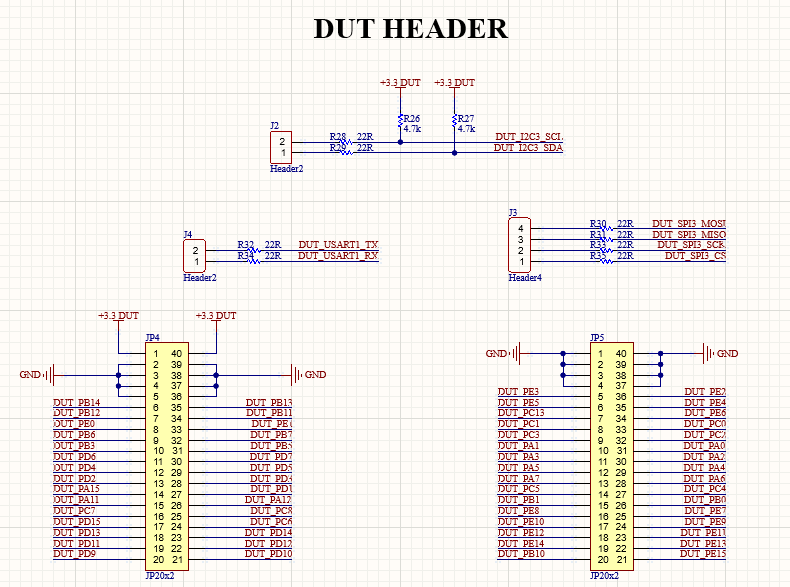 DUT HEADER
+3.3 DUT +3.3 DUT
R26 R27
4.7k 4.7k
J2
R28 22R DUT_I2C3_SCL
2
R29 22R DUT_I2C3_SDA
1
Header2
J4
R32 22R DUT_USART1_TX
2
R34 22R DUT_USART1_RX
1
Header2
J3
R30 22R DUT_SPI3_MOSI
4
R31 22R DUT_SPI3_MISO
3
R33 22R DUT_SPI3_SCK
2
R35 22R DUT_SPI3_CS
1
Header4
+3.3 DUT +3.3 DUT
JP4
1 40
2 39
GND 3 38 GND
4 37
5 36
DUT_PB14 6 35 DUT_PB13
DUT_PB12 7 34 DUT_PB11
DUT_PE0 8 33
DUT_PB6 9 32 DUT_PB7
DUT_PB3 10 31 DUT_PB5
DUT_PD6 11 30 DUT_PD7
DUT_PD4 12 29 DUT_PD5
DUT_PD2 13 28 DUT_PD3
DUT_PA15 14 27 DUT_PD1
DUT_PA11 15 26 DUT_PA12
DUT_PC7 16 25 DUT_PC8
DUT_PD15 17 24 DUT_PC6
DUT_PD13 18 23 DUT_PD14
DUT_PD11 19 22 DUT_PD12
DUT_PD9 20 21 DUT_PD10
JP20x2
JP5
GND 1 40 GND
2 39
3 38
4 37
DUT_PE3 5 36 DUT_PE2
DUT_PE5 6 35 DUT_PE4
DUT_PC13 7 34 DUT_PE6
DUT_PC1 8 33 DUT_PC0
DUT_PC3 9 32 DUT_PC2
DUT_PA1 10 31 DUT_PA0
DUT_PA3 11 30 DUT_PA2
DUT_PA5 12 29 DUT_PA4
DUT_PA7 13 28 DUT_PA6
DUT_PC5 14 27 DUT_PC4
DUT_PB1 15 26 DUT_PB0
DUT_PE8 16 25 DUT_PE7
DUT_PE10 17 24 DUT_PE9
DUT_PE12 18 23 DUT_PE11
DUT_PE14 19 22 DUT_PE13
DUT_PB10 20 21 DUT_PE15
JP20x2